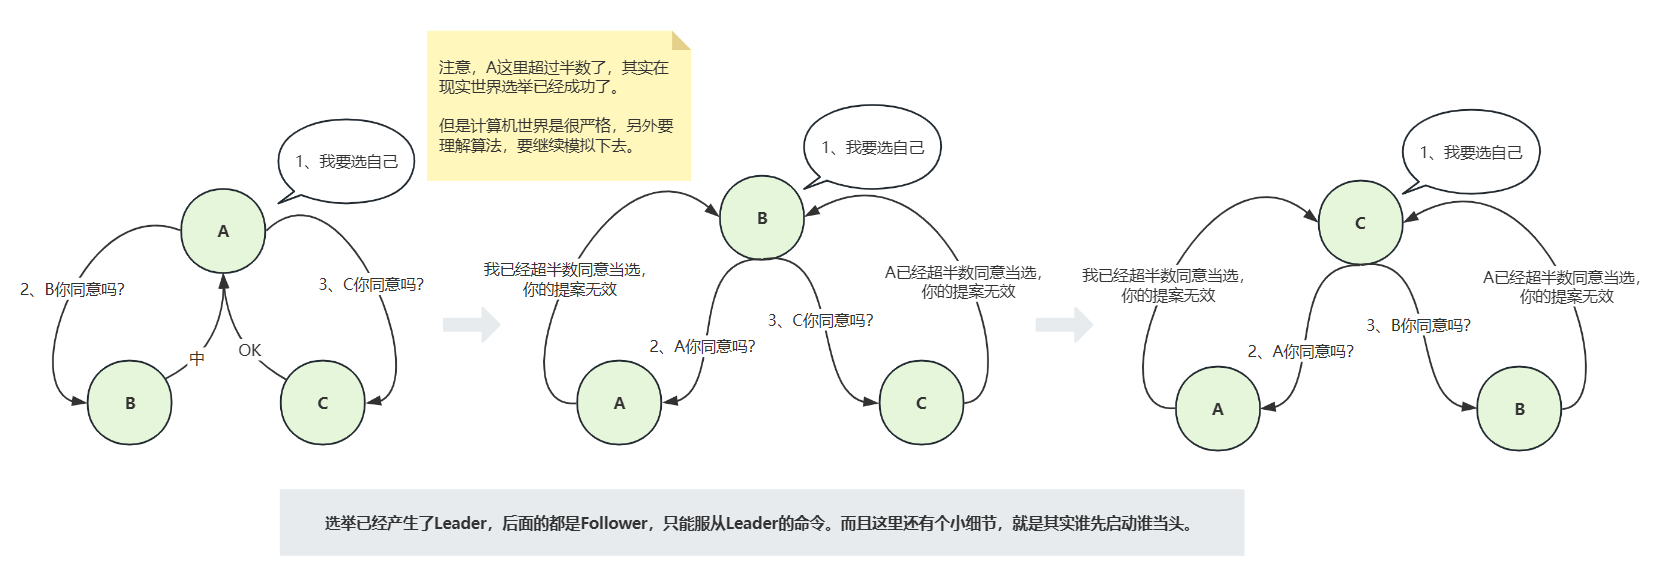 注意，A这里超过半数了，其实在
现实世界选举已经成功了。
但是计算机世界是很严格，另外要
理解算法，要继续模拟下去。
1、我要选自己
A
2、B你同意吗？
3、C你同意吗？
中
OK
B
C
1、我要选自己
B
我已经超半数同意当选，
你的提案无效
A已经超半数同意当选，
你的提案无效
2、A你同意吗？
3、C你同意吗？
A
C
1、我要选自己
C
我已经超半数同意当选，
你的提案无效
A已经超半数同意当选，
你的提案无效
2、A你同意吗？
3、B你同意吗？
A
B
选举已经产生了Leader，后面的都是Follower，只能服从Leader的命令。而且这里还有个小细节，就是其实谁先启动谁当头。